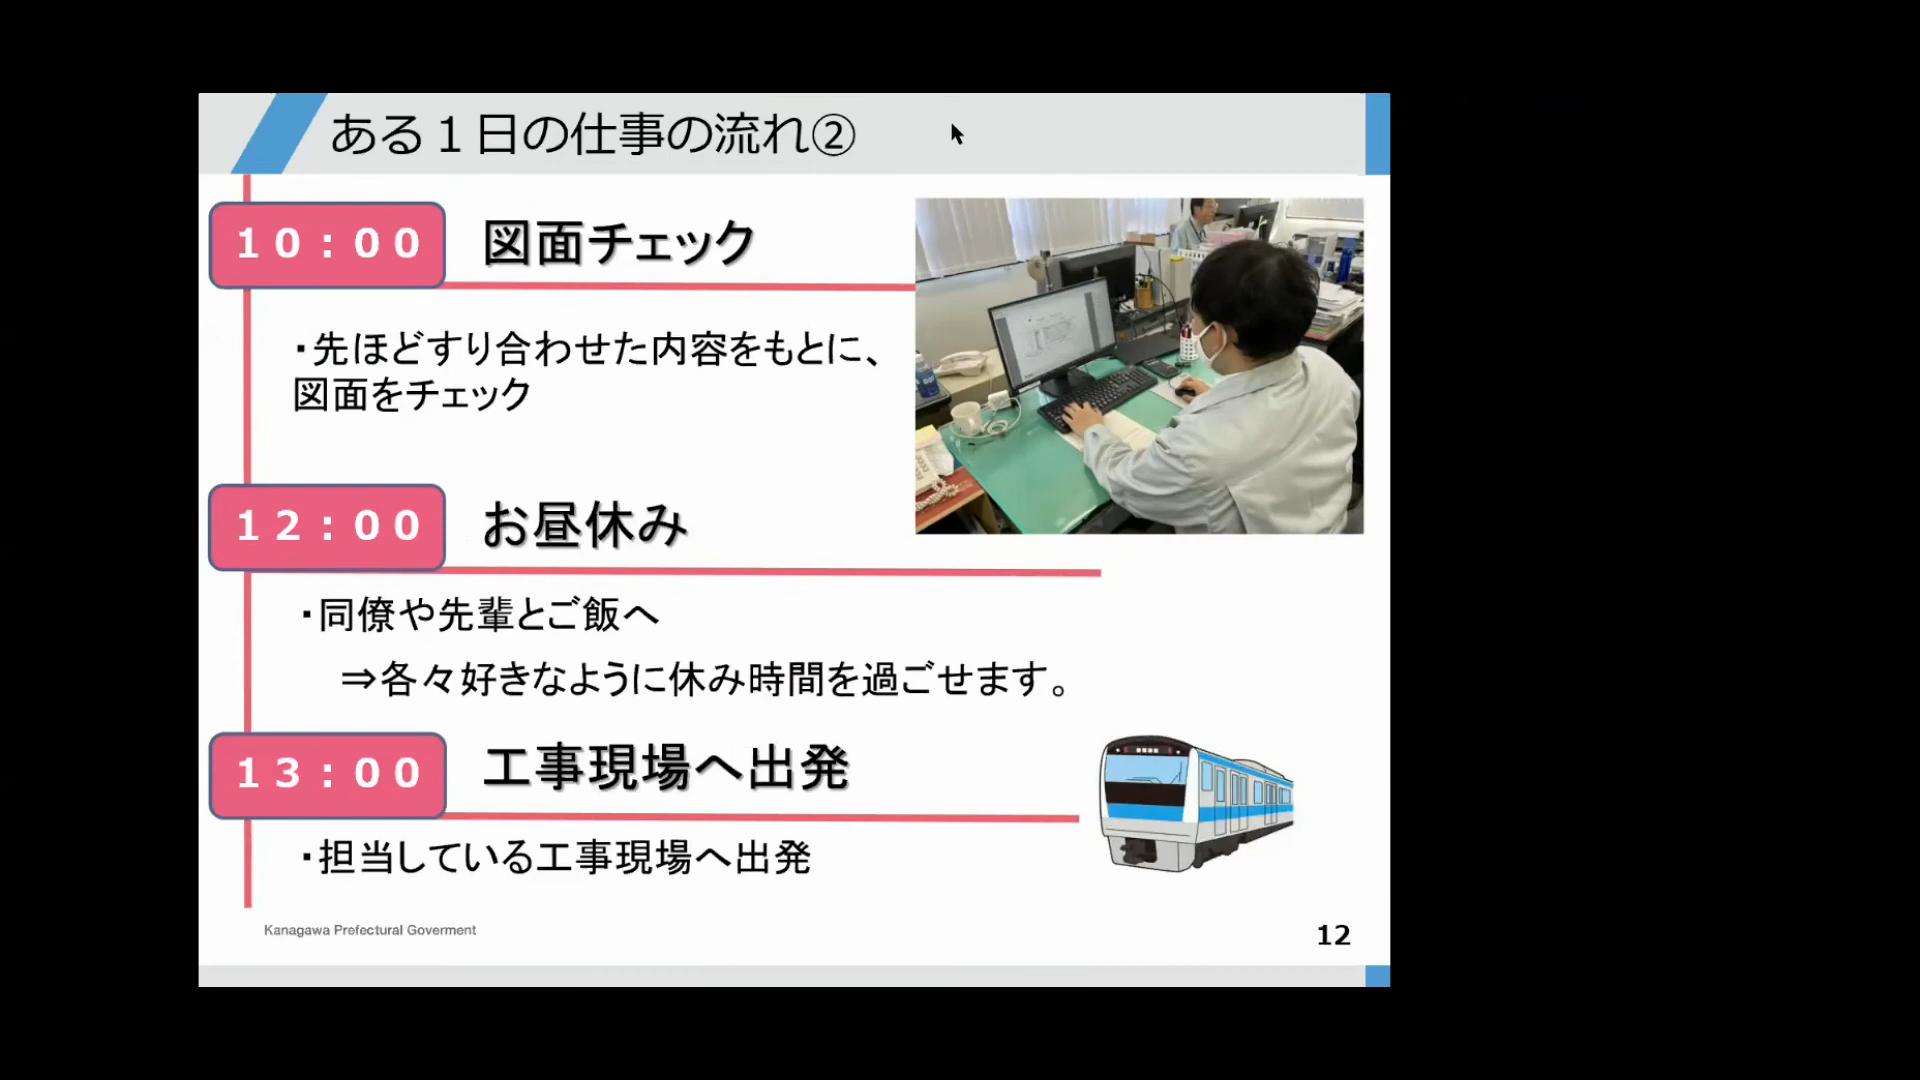 ある１日の仕事の流れ②
１０：００
図面チェック
・先ほどすり合わせた内容をもとに、
図面をチェック
１２：００
お昼休み
・同僚や先輩とご飯へ
⇒各々好きなように休み時間を過ごせます。
１３：００
工事現場へ出発
・担当している工事現場へ出発
Kanagawa Prefectural Goverment
12